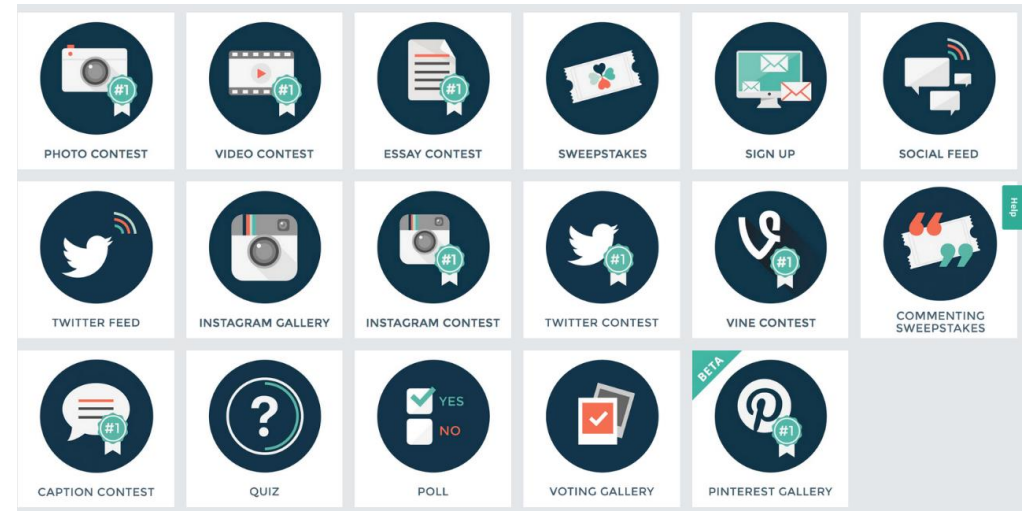 #1
#1
#1
PHOTO CONTEST
VIDEO CONTEST
ESSAY CONTEST
SWEEPSTAKES
SIGN UP
SOCIAL FEED
Help
#1
#1
#1
TWITTER FEED
INSTAGRAM GALLERY
INSTAGRAM CONTEST
TWITTER CONTEST
VINE CONTEST
COMMENTING
SWEEPSTAKES
BETA
#1
?
YES
NO
#1
CAPTION CONTEST
QUIZ
POLL
VOTING GALLERY
PINTEREST GALLERY